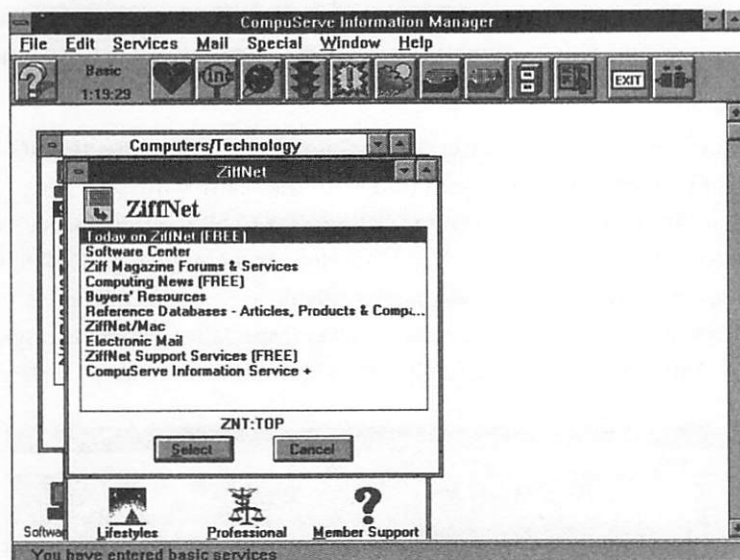 CompuServe Information Manager
File Edit Services Mail Special Window Help
Basic
1:19:29
EXIT
Computers/Technology
ZiffNet
ZiffNet
Today on ZiffNet (FREE)
Software Center
Ziff Magazine Forums & Services
Computing News (FREE)
Buyers' Resources
Reference Databases - Articles, Products & Compu...
ZiffNet/Mac
Electronic Mail
ZiffNet Support Services (FREE)
CompuServe Information Service +
ZNT:TOP
Select Cancel
Softwa Lifestyles Professional Member Support
You have entered basic services